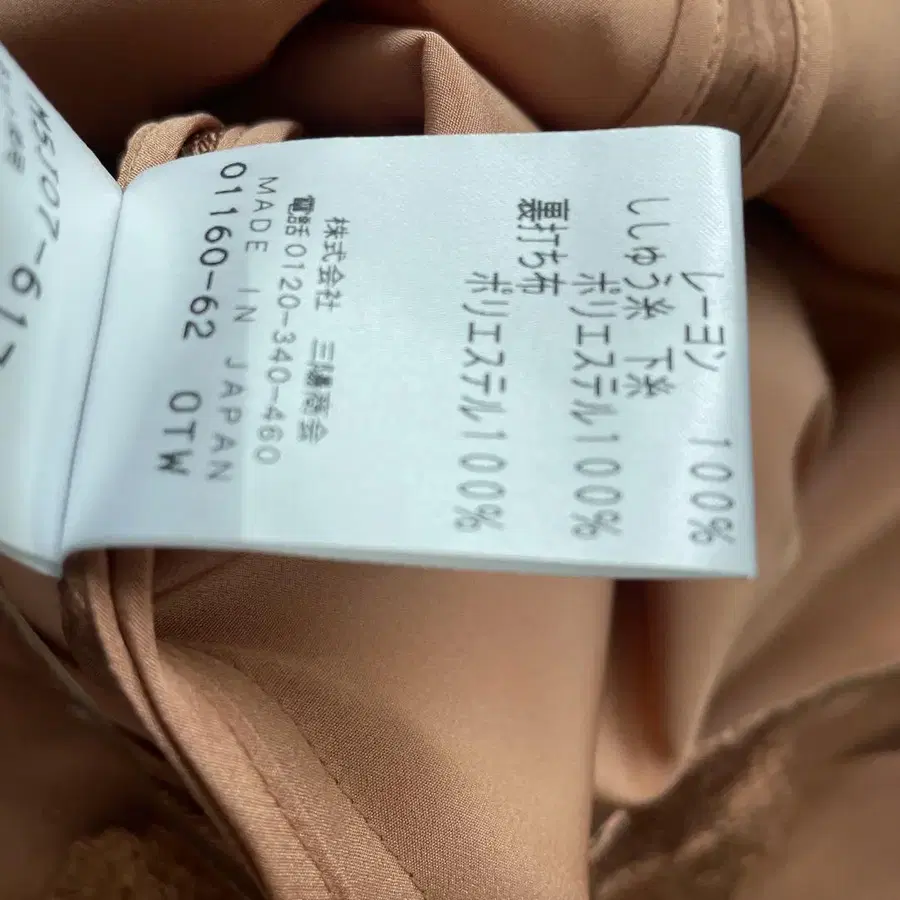 レーヨン 100%
ししゅう糸 下糸
ポリエステル100%
裏打ち布
ポリエステル100%
株式会社 三陽商会
電話0120-340-460
MADE IN JAPAN
01160-62 OTW